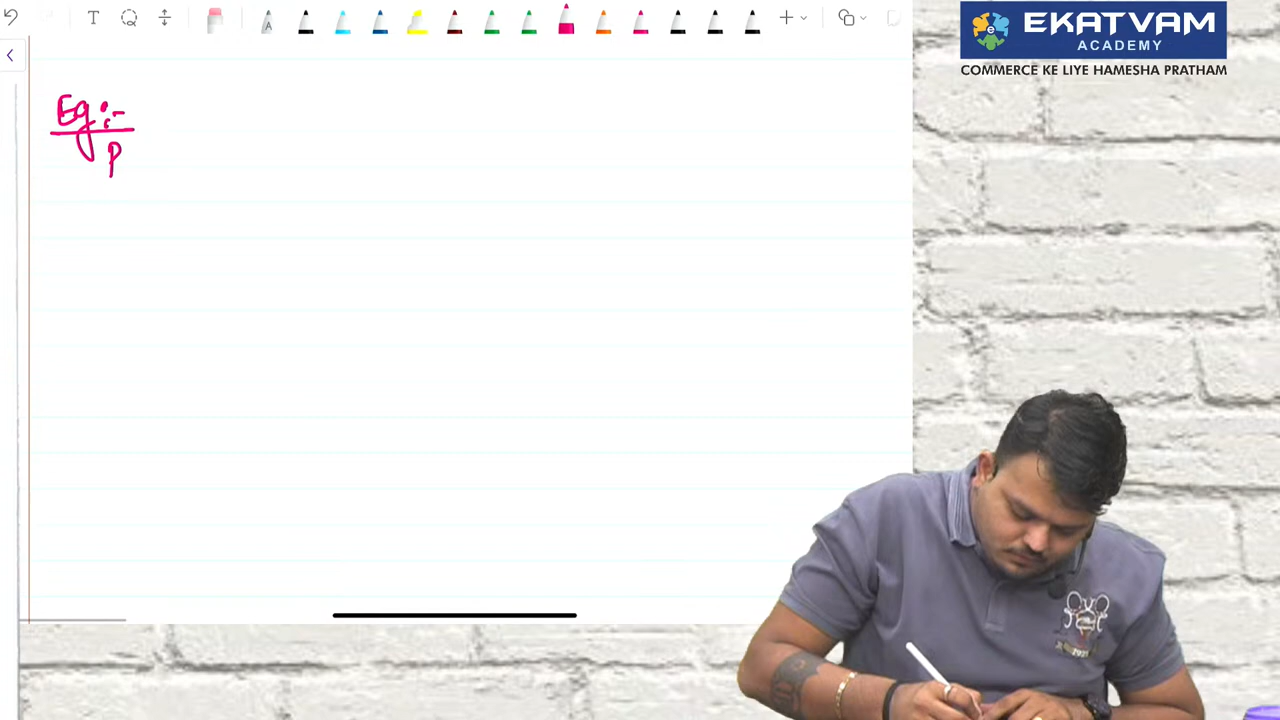 EKATVAM
ACADEMY
COMMERCE KE LIYE HAMESHA PRATHAM
Eg:-
P